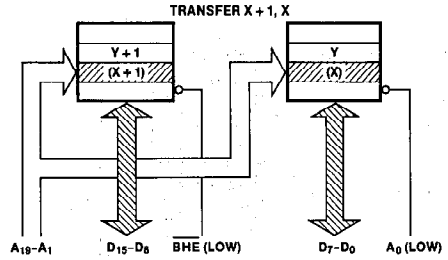 TRANSFER X + 1, X
Y + 1
(X + 1)
Y
(X)
A19-A1
D15-D8
BHE (LOW)
D7-D0
A0 (LOW)